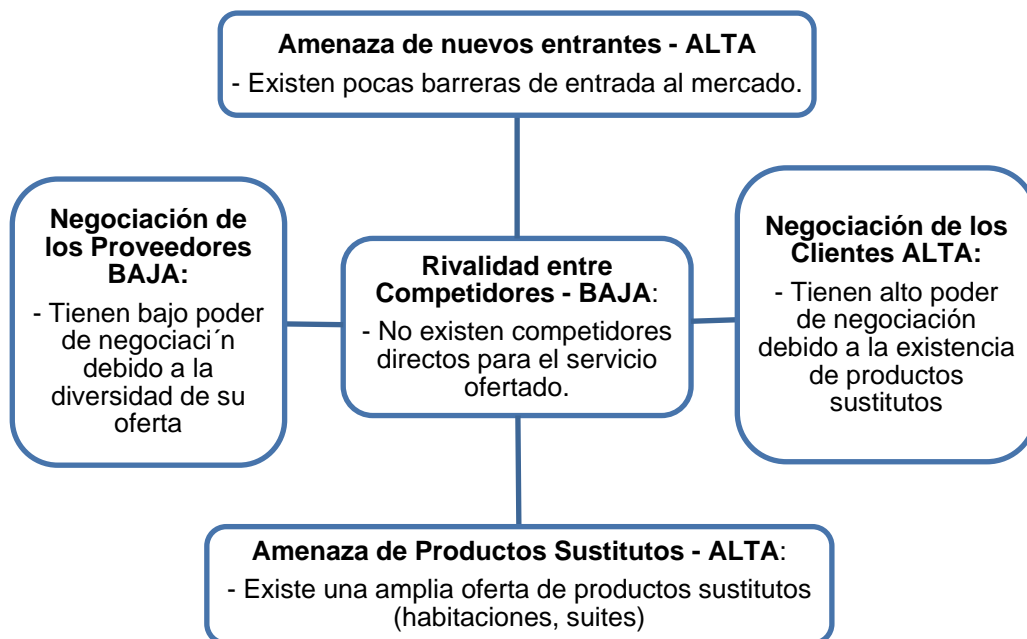 Amenaza de nuevos entrantes - ALTA
- Existen pocas barreras de entrada al mercado.
Negociación de
los Proveedores
BAJA:
- Tienen bajo poder
de negociaci´n
debido a la
diversidad de su
oferta
Rivalidad entre
Competidores - BAJA:
- No existen competidores
directos para el servicio
ofertado.
Negociación de los
Clientes ALTA:
- Tienen alto poder
de negociación
debido a la existencia
de productos
sustitutos
Amenaza de Productos Sustitutos - ALTA:
- Existe una amplia oferta de productos sustitutos
(habitaciones, suites)